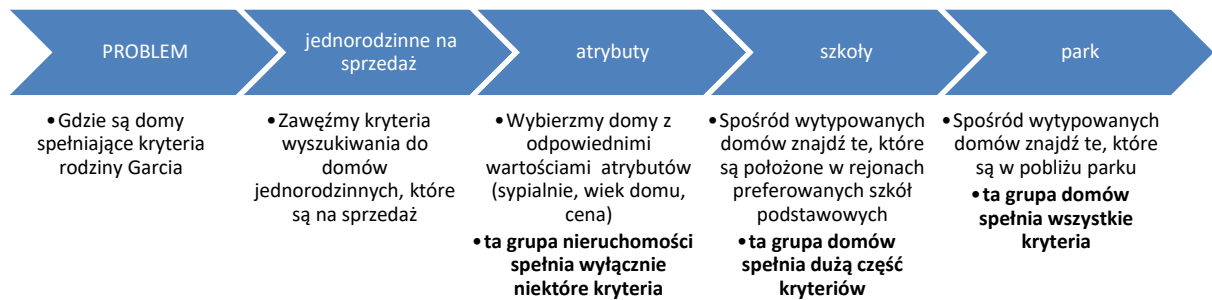 PROBLEM
jednorodzinne na
sprzedaż
atrybuty
szkoły
park
•Gdzie są domy
spełniające kryteria
rodziny Garcia
•Zawęźmy kryteria
wyszukiwania do
domów
jednorodzinnych, które
są na sprzedaż
•Wybierzmy domy z
odpowiednimi
wartościami atrybutów
(sypialnie, wiek domu,
cena)
•ta grupa nieruchomości
spełnia wyłącznie
niektóre kryteria
•Spośród wytypowanych
domów znajdź te, które
są położone w rejonach
preferowanych szkół
podstawowych
•ta grupa domów
spełnia dużą część
kryteriów
•Spośród wytypowanych
domów znajdź te, które
są w pobliżu parku
•ta grupa domów
spełnia wszystkie
kryteria